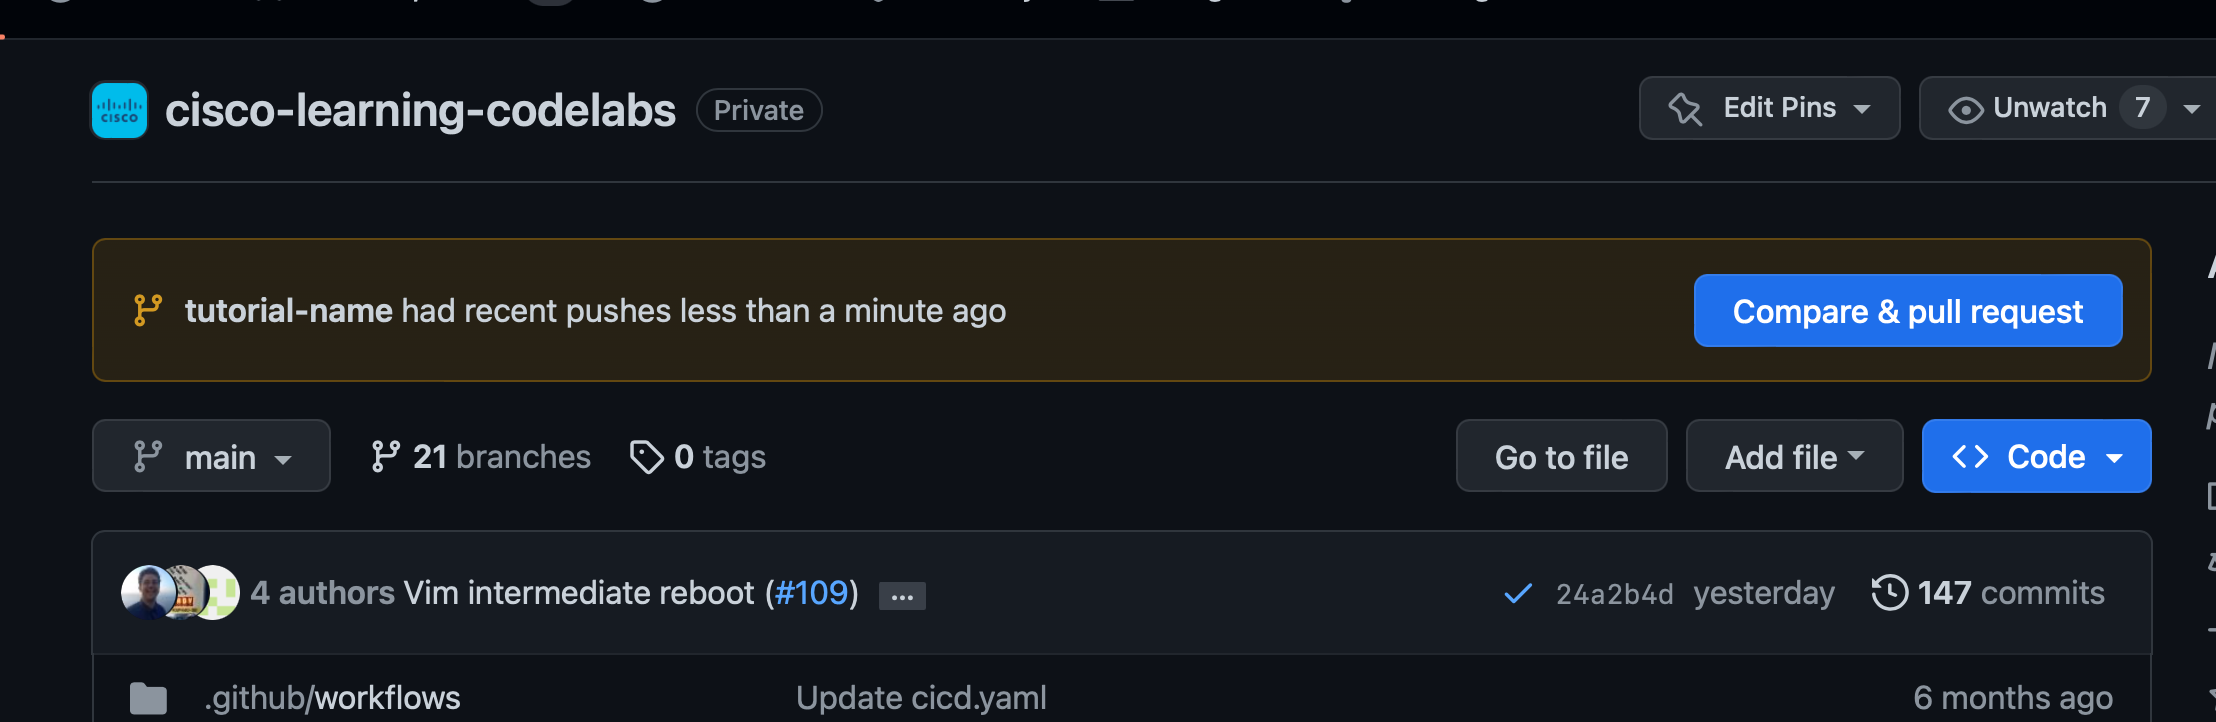 CISCO
cisco-learning-codelabs Private Edit Pins Unwatch 7
tutorial-name had recent pushes less than a minute ago Compare & pull request
main 21 branches 0 tags Go to file Add file Code
4 authors Vim intermediate reboot (#109) ... 24a2b4d yesterday 147 commits
.github/workflows Update cicd.yaml 6 months ago